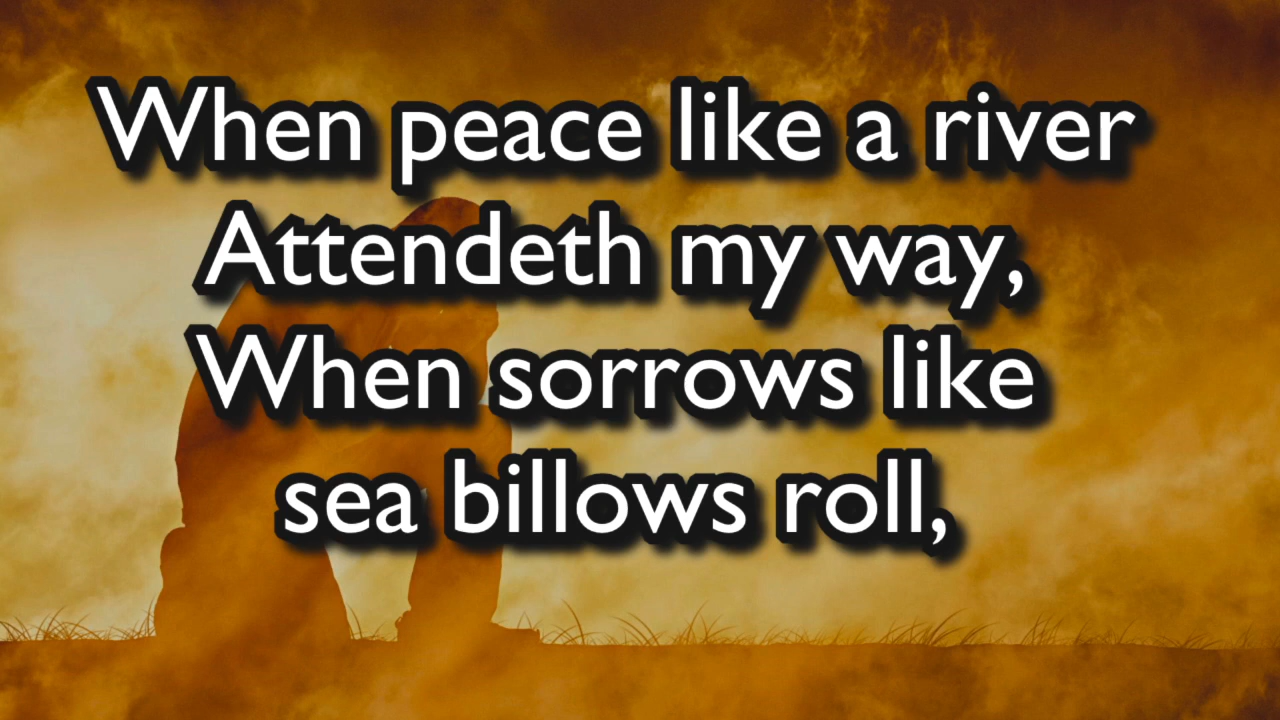 When peace like a river
Attendeth my way,
When sorrows like
sea billows roll,